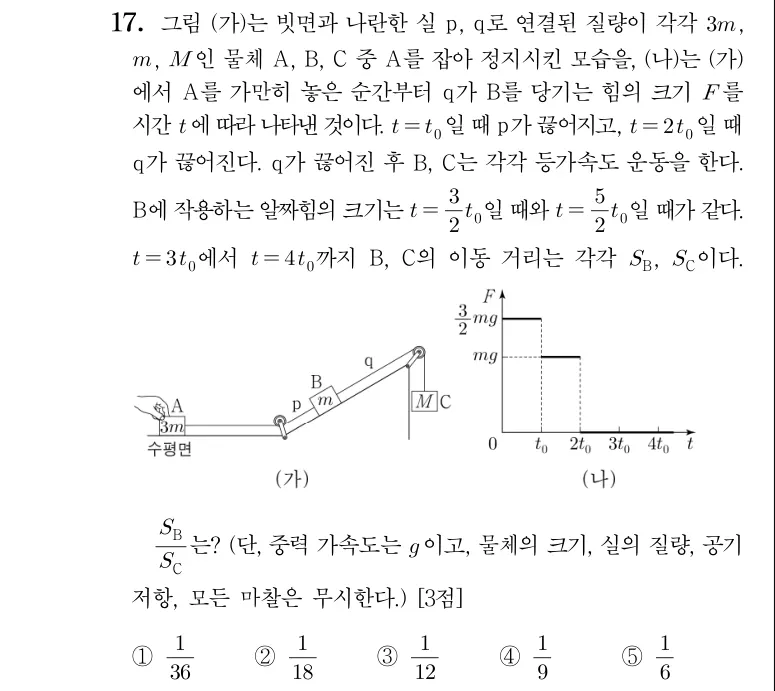 17. 그림 (가)는 빗면과 나란한 실 p, q로 연결된 질량이 각각 3m,
m, M인 물체 A, B, C 중 A를 잡아 정지시킨 모습을, (나)는 (가)
에서 A를 가만히 놓은 순간부터 q가 B를 당기는 힘의 크기 F를
시간 t에 따라 나타낸 것이다. t=t₀일 때 p가 끊어지고, t=2t₀일 때
q가 끊어진다. q가 끊어진 후 B, C는 각각 등가속도 운동을 한다.
B에 작용하는 알짜힘의 크기는 t=3/2 t₀일 때와 t=5/2 t₀일 때가 같다.
t=3t₀에서 t=4t₀까지 B, C의 이동 거리는 각각 S_B, S_C이다.
A
3m
수평면
p
B
m
q
M C
(가)
F
3/2 mg
mg
0 t₀ 2t₀ 3t₀ 4t₀ t
(나)
S_B/S_C 는? (단, 중력 가속도는 g이고, 물체의 크기, 실의 질량, 공기
저항, 모든 마찰은 무시한다.) [3점]
① 1/36 ② 1/18 ③ 1/12 ④ 1/9 ⑤ 1/6